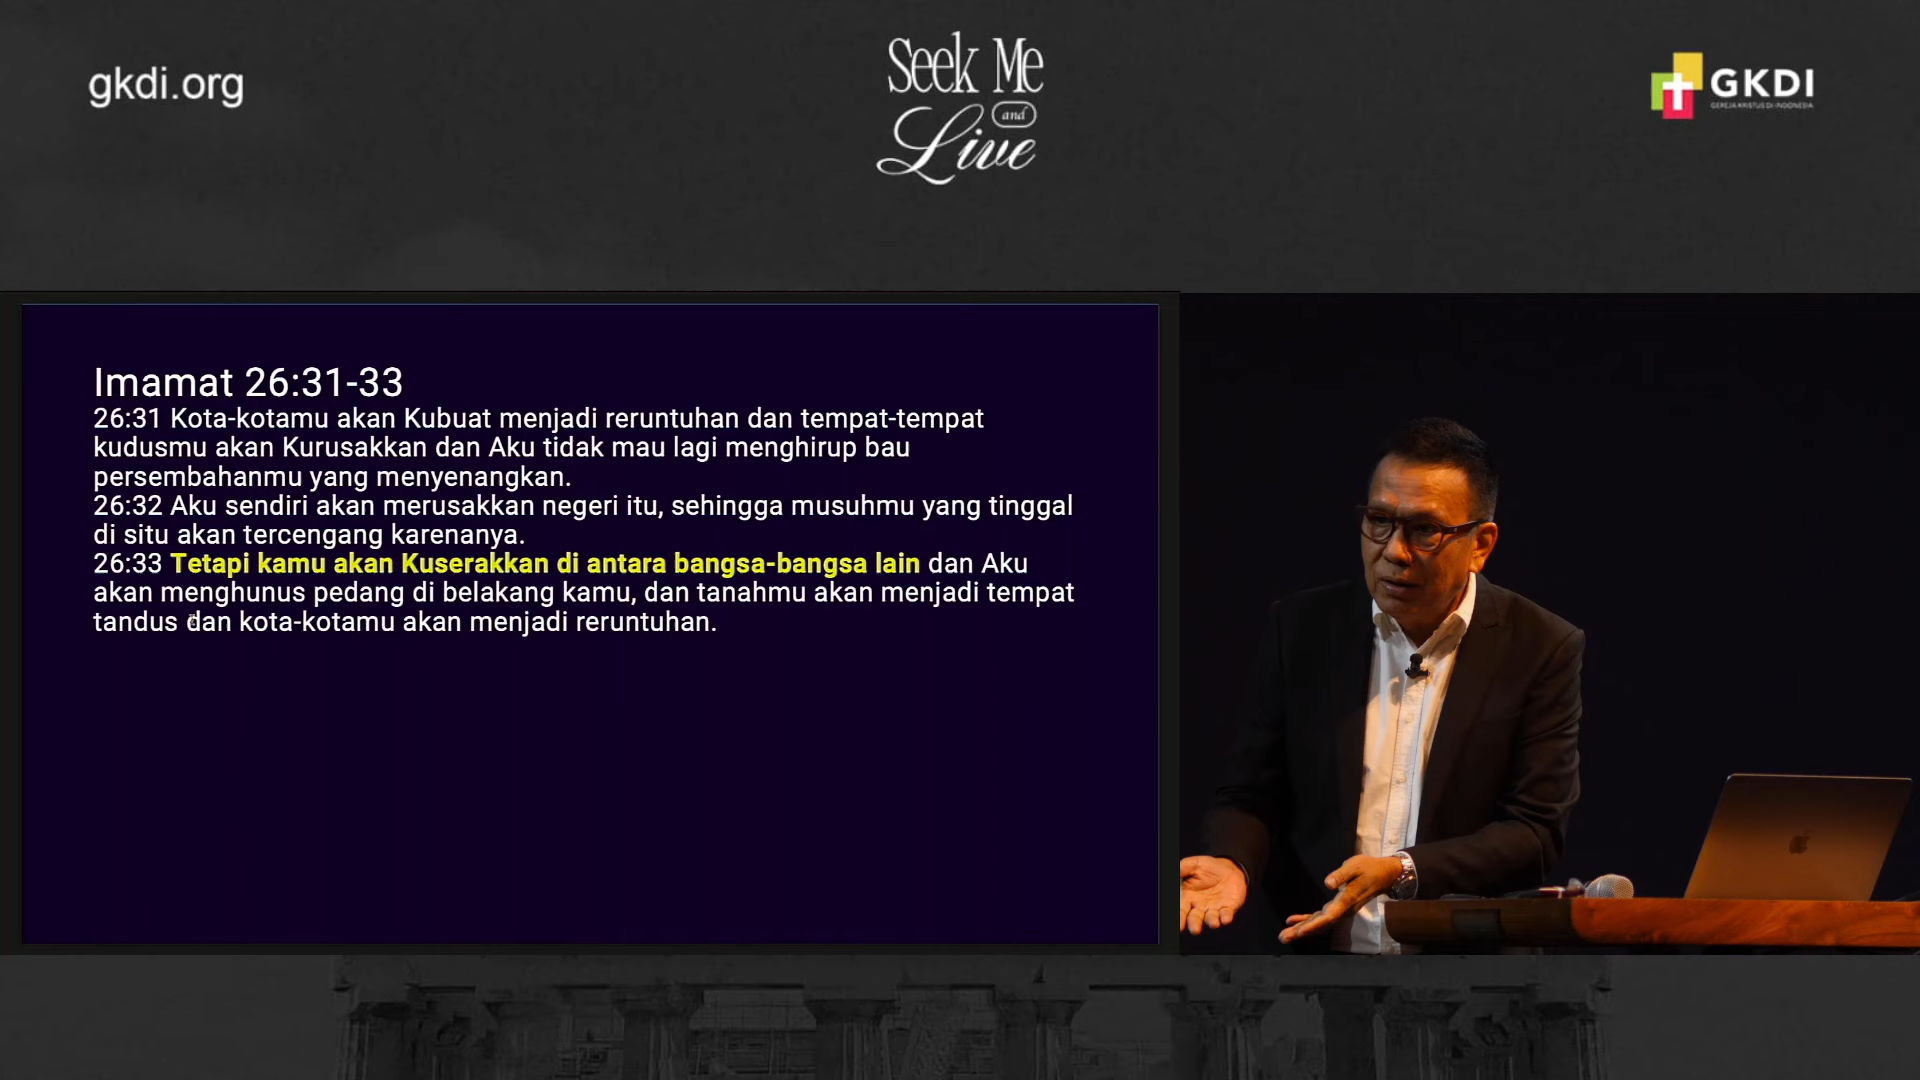 gkdi.org
Seek Me
and
Live
GKDI
GEREJA KRISTUS DI INDONESIA
Imamat 26:31-33
26:31 Kota-kotamu akan Kubuat menjadi reruntuhan dan tempat-tempat
kudusmu akan Kurusakkan dan Aku tidak mau lagi menghirup bau
persembahanmu yang menyenangkan.
26:32 Aku sendiri akan merusakkan negeri itu, sehingga musuhmu yang tinggal
di situ akan tercengang karenanya.
26:33 Tetapi kamu akan Kuserakkan di antara bangsa-bangsa lain dan Aku
akan menghunus pedang di belakang kamu, dan tanahmu akan menjadi tempat
tandus dan kota-kotamu akan menjadi reruntuhan.